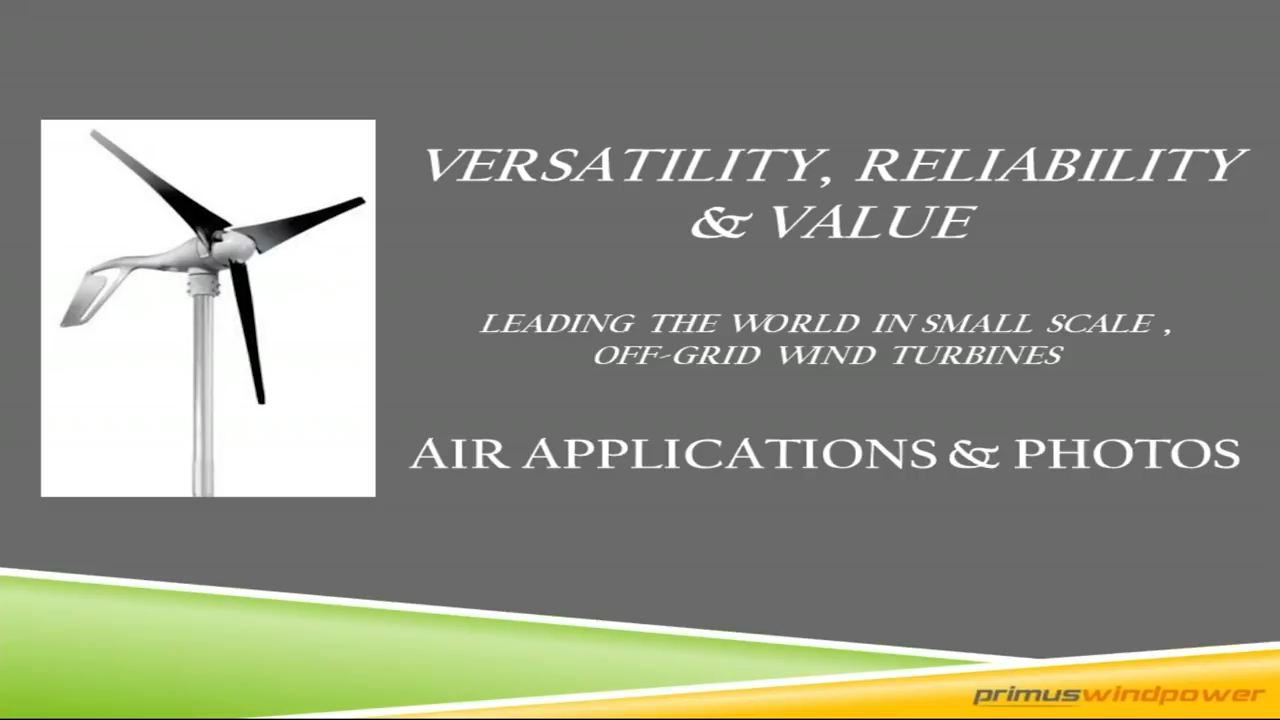 VERSATILITY, RELIABILITY
& VALUE
LEADING THE WORLD IN SMALL SCALE ,
OFF-GRID WIND TURBINES
AIR APPLICATIONS & PHOTOS
primuswindpower